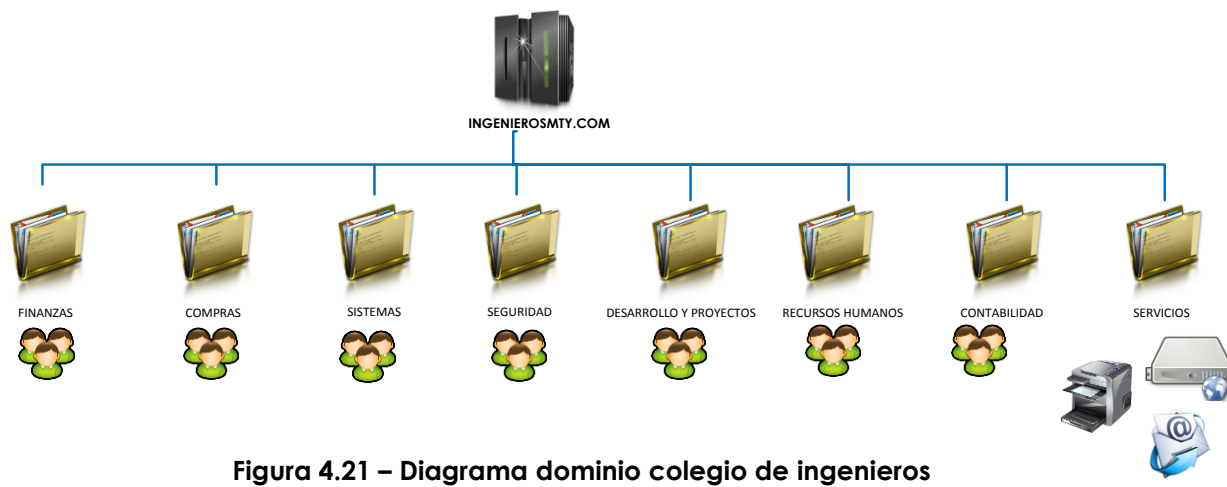 INGENIEROSMTY.COM
FINANZAS
COMPRAS
SISTEMAS
SEGURIDAD
DESARROLLO Y PROYECTOS
RECURSOS HUMANOS
CONTABILIDAD
SERVICIOS
@
Figura 4.21 – Diagrama dominio colegio de ingenieros